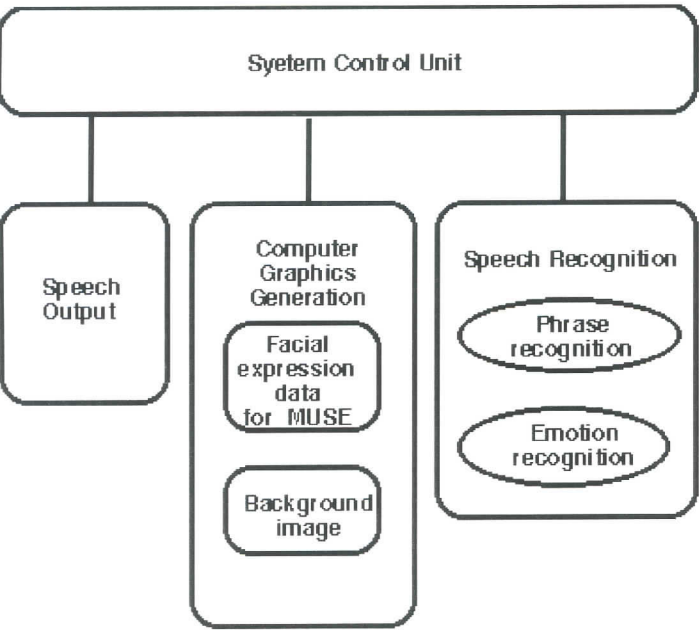 Syetem Control Unit
Speech
Output
Computer
Graphics
Generation
Facial
expression
data
for MUSE
Background
image
Speech Recognition
Phrase
recognition
Emotion
recognition